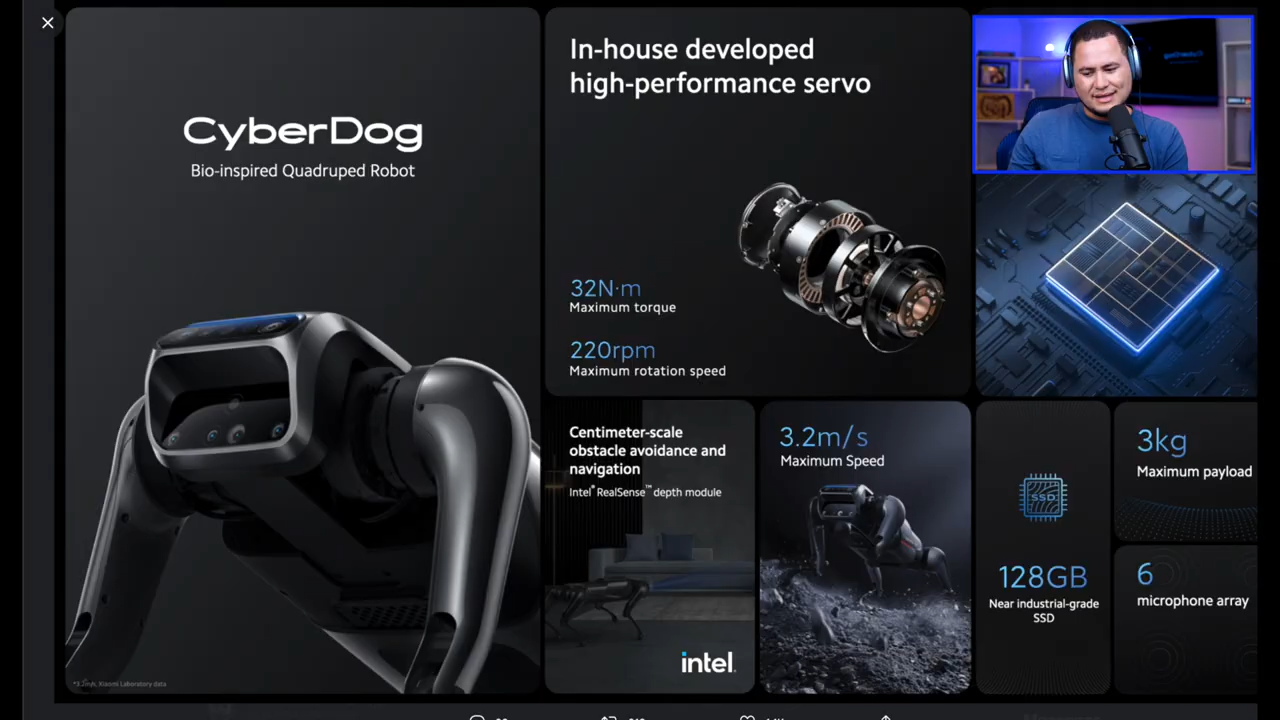 CyberDog
Bio-inspired Quadruped Robot
In-house developed
high-performance servo
32N·m
Maximum torque
220rpm
Maximum rotation speed
Centimeter-scale
obstacle avoidance and
navigation
Intel® RealSense™ depth module
intel.
3.2m/s
Maximum Speed
SSD
128GB
Near industrial-grade
SSD
3kg
Maximum payload
6
microphone array